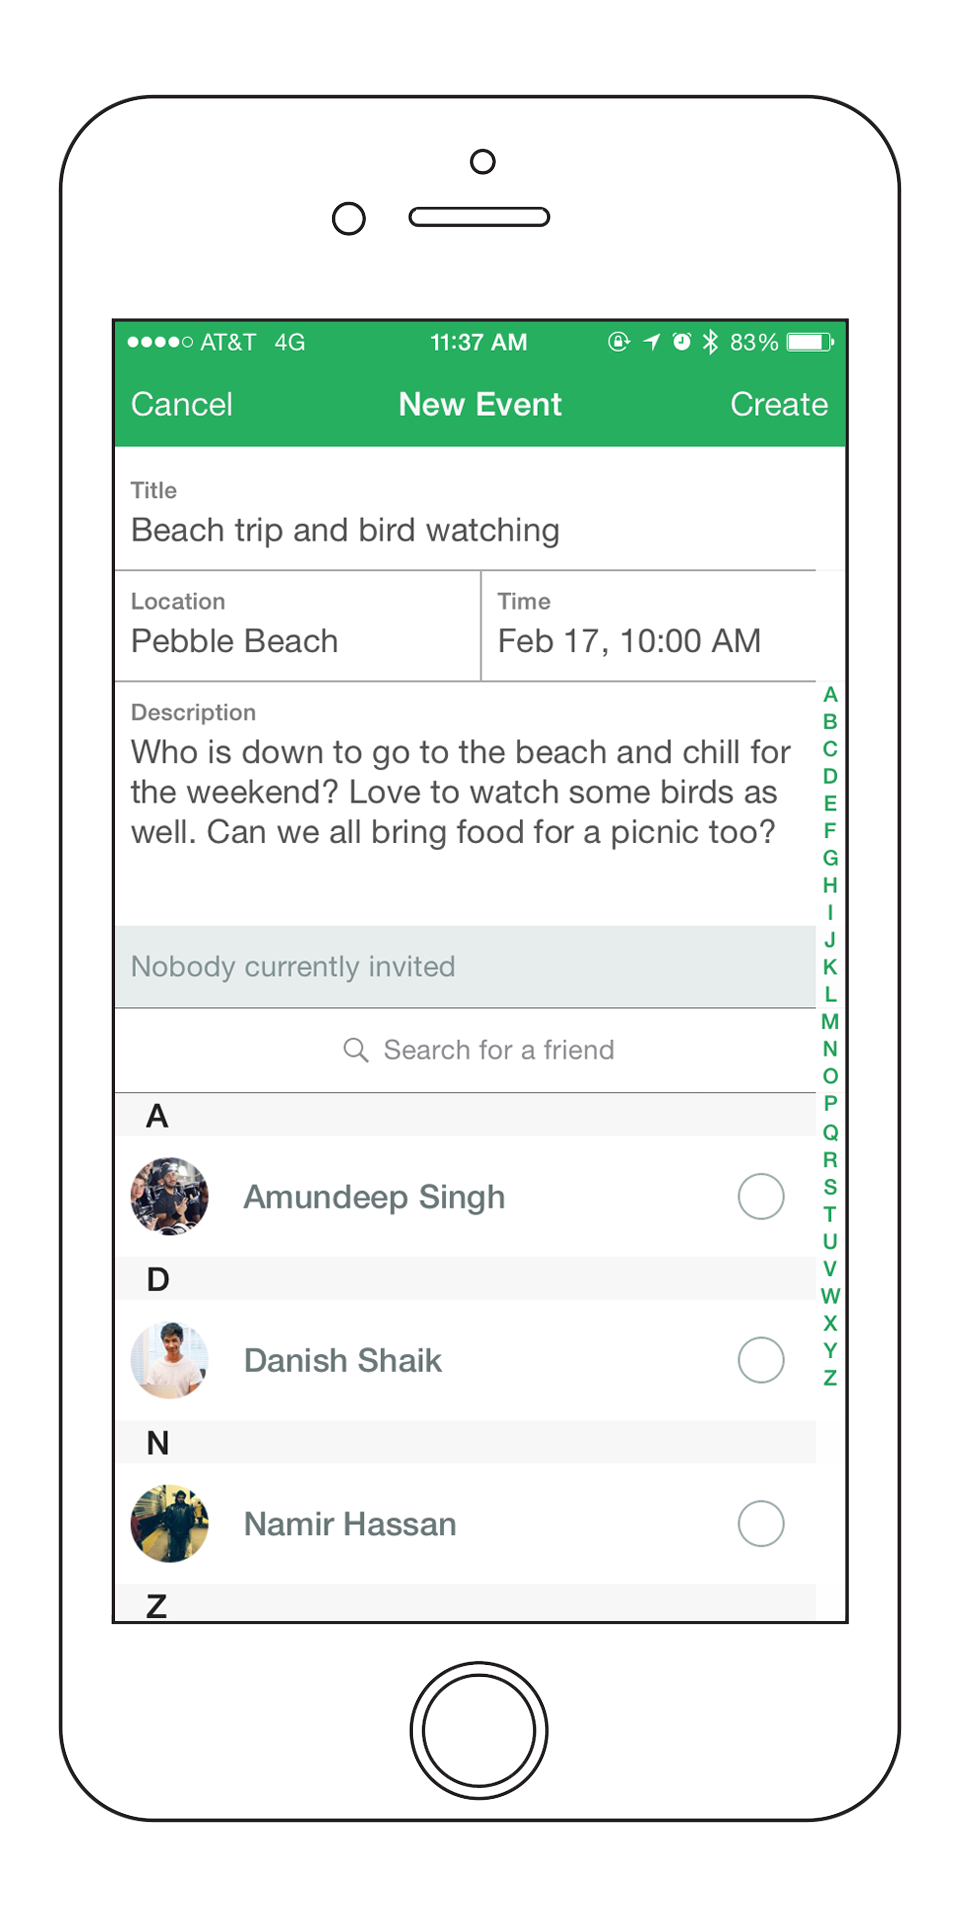 AT&T 4G 11:37 AM 83%
Cancel New Event Create
Title
Beach trip and bird watching
Location
Pebble Beach
Time
Feb 17, 10:00 AM
Description
Who is down to go to the beach and chill for
the weekend? Love to watch some birds as
well. Can we all bring food for a picnic too?
Nobody currently invited
Search for a friend
A
Amundeep Singh
D
Danish Shaik
N
Namir Hassan
Z
A
B
C
D
E
F
G
H
I
J
K
L
M
N
O
P
Q
R
S
T
U
V
W
X
Y
Z